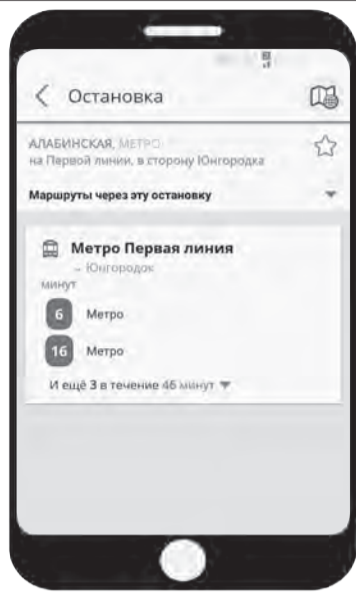 Остановка
АЛАБИНСКАЯ, МЕТРО
на Первой линии, в сторону Юнгородка
Маршруты через эту остановку
Метро Первая линия
→ Юнгородок
минут
6 Метро
16 Метро
И ещё 3 в течение 46 минут